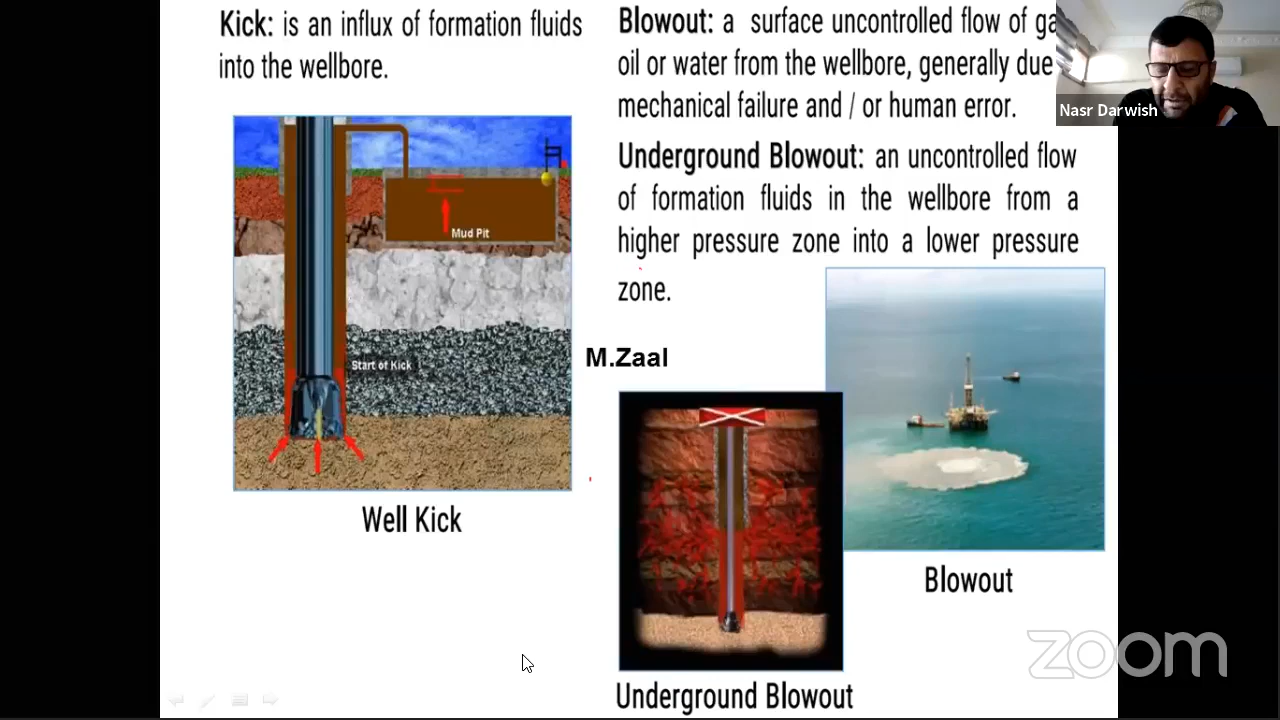 Kick: is an influx of formation fluids
into the wellbore.
Mud Pit
Start of Kick
Well Kick
Blowout: a surface uncontrolled flow of
oil or water from the wellbore, generally due
mechanical failure and / or human error.
Underground Blowout: an uncontrolled flow
of formation fluids in the wellbore from a
higher pressure zone into a lower pressure
zone.
M.Zaal
Underground Blowout
Blowout
Nasr Darwish
zoom